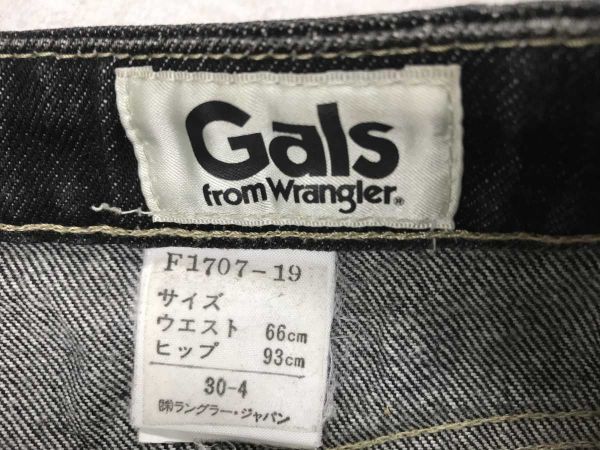 Gals
from Wrangler®
F1707-19
サイズ
ウエスト 66cm
ヒップ 93cm
30-4
㈱ラングラー・ジャパン